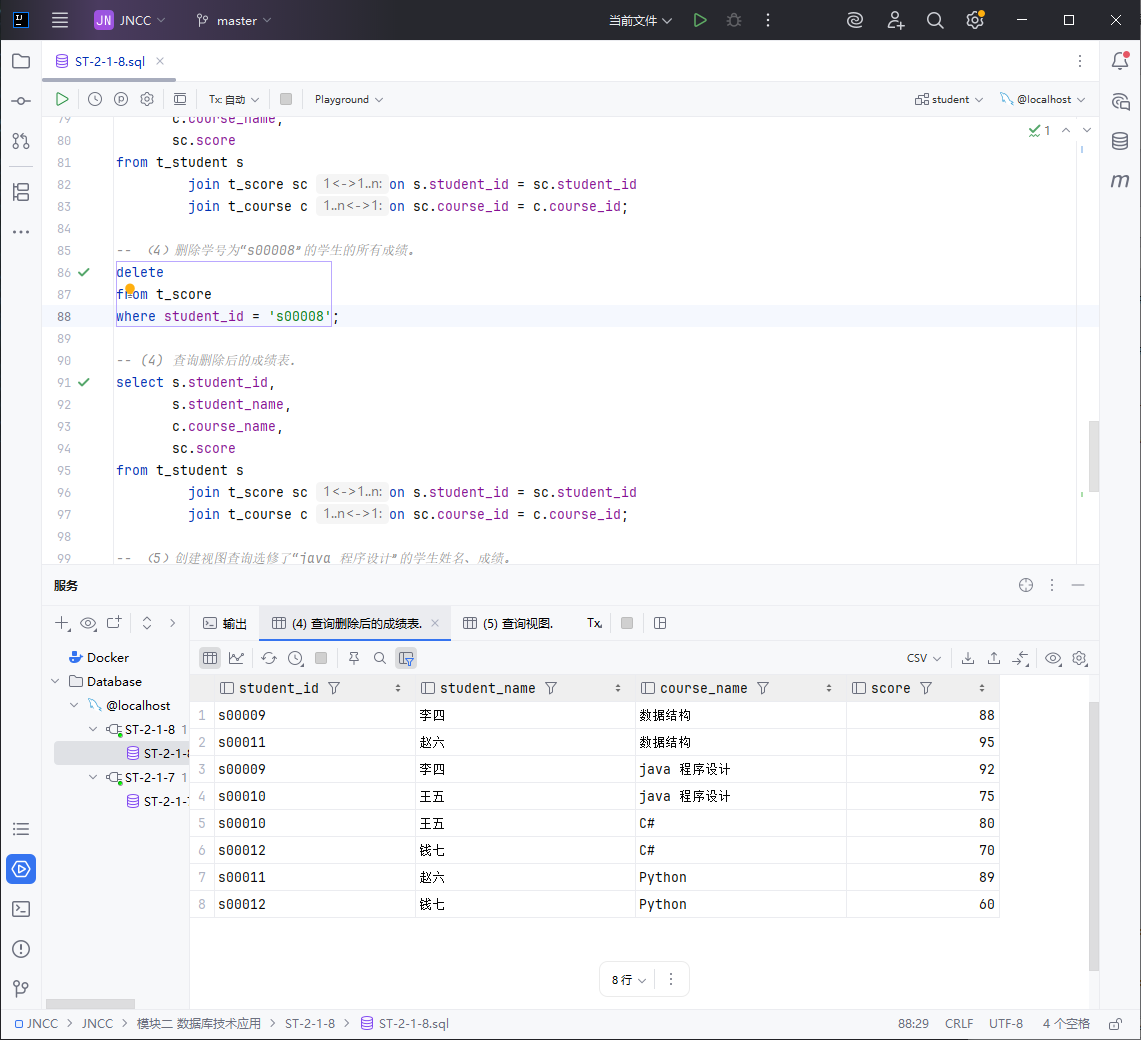 JN JNCC master 当前文件
ST-2-1-8.sql
Tx: 自动 Playground student @localhost
79 c.course_name,
80 sc.score
81 from t_student s
82 join t_score sc 1<->1..n: on s.student_id = sc.student_id
83 join t_course c 1..n<->1: on sc.course_id = c.course_id;
84
85 -- （4）删除学号为“s00008”的学生的所有成绩。
86 delete
87 from t_score
88 where student_id = 's00008';
89
90 -- (4) 查询删除后的成绩表.
91 select s.student_id,
92 s.student_name,
93 c.course_name,
94 sc.score
95 from t_student s
96 join t_score sc 1<->1..n: on s.student_id = sc.student_id
97 join t_course c 1..n<->1: on sc.course_id = c.course_id;
98
99 -- （5）创建视图查询选修了“java 程序设计”的学生姓名、成绩。
1
服务
输出 (4) 查询删除后的成绩表. (5) 查询视图. Tx
Docker
Database
@localhost
ST-2-1-8 1
ST-2-1-8
ST-2-1-7 1
ST-2-1-7
CSV
student_id student_name course_name score
1 s00009 李四 数据结构 88
2 s00011 赵六 数据结构 95
3 s00009 李四 java 程序设计 92
4 s00010 王五 java 程序设计 75
5 s00010 王五 C# 80
6 s00012 钱七 C# 70
7 s00011 赵六 Python 89
8 s00012 钱七 Python 60
8 行
JNCC JNCC 模块二 数据库技术应用 ST-2-1-8 ST-2-1-8.sql 88:29 CRLF UTF-8 4 个空格